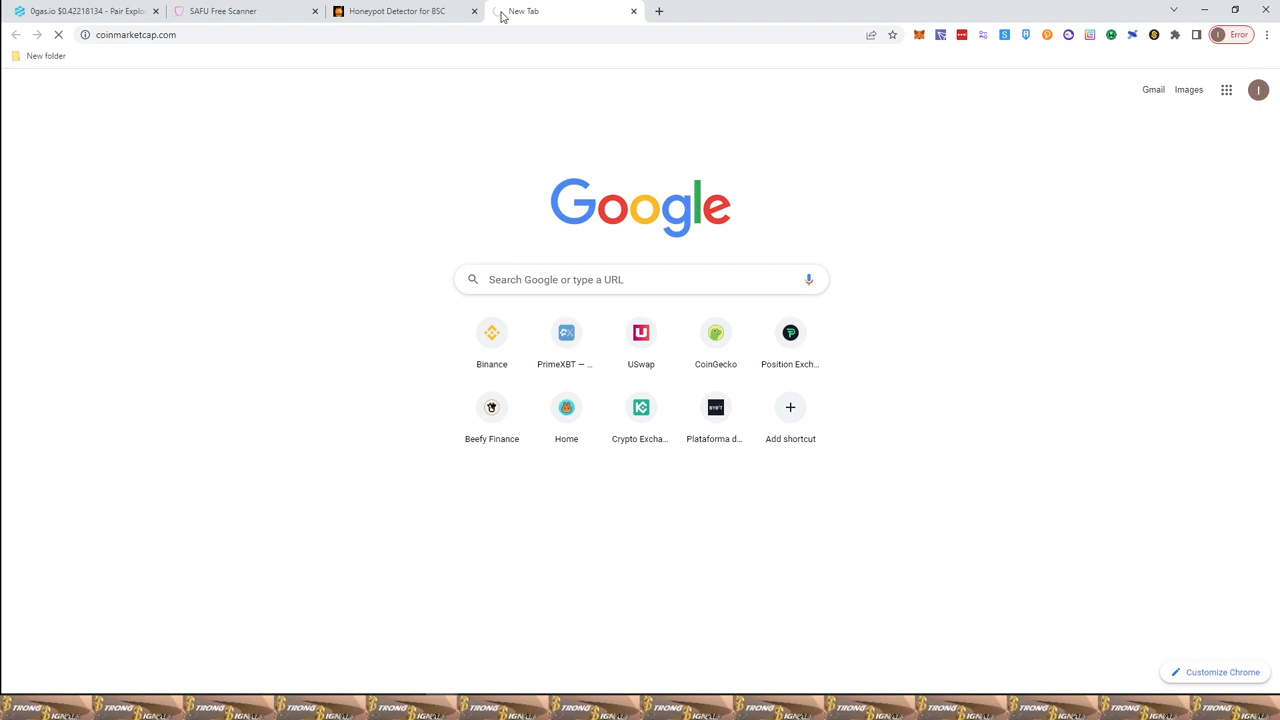 0gas.io $0.42218134 - Pair Explo
SAFU Free Scanner
Honeypot Detector for BSC
New Tab
coinmarketcap.com
Error
New folder
Gmail
Images
I
Google
Search Google or type a URL
Binance
PrimeXBT — ...
USwap
CoinGecko
Position Exch...
Beefy Finance
Home
Crypto Excha...
Plataforma d...
Add shortcut
Customize Chrome